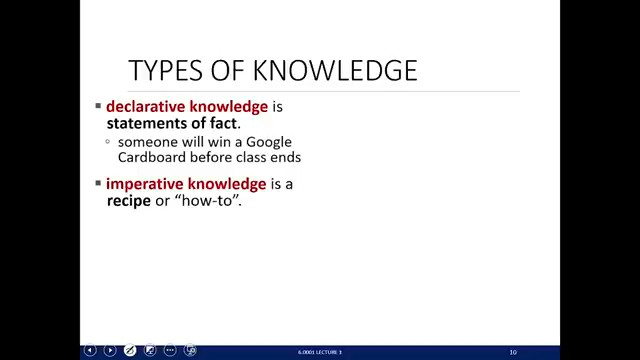 TYPES OF KNOWLEDGE
▪ declarative knowledge is
statements of fact.
◦ someone will win a Google
Cardboard before class ends
▪ imperative knowledge is a
recipe or “how-to”.
6.0001 LECTURE 1
10